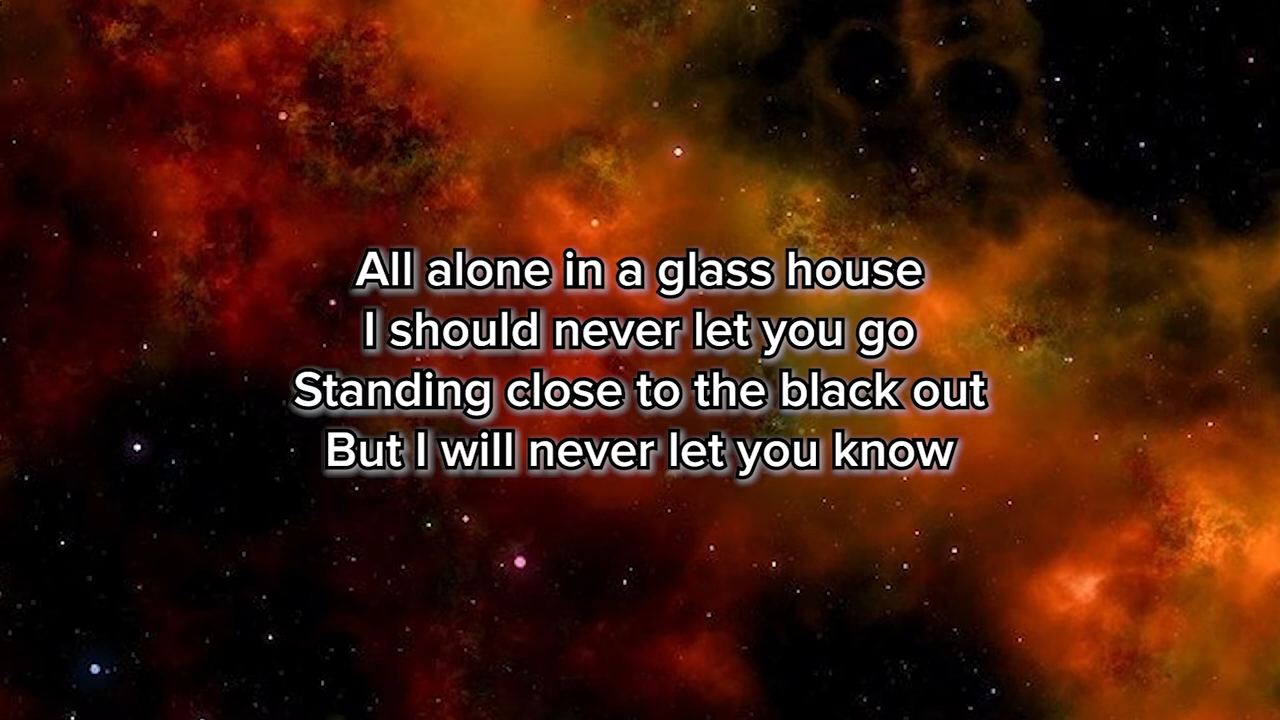 All alone in a glass house
I should never let you go
Standing close to the black out
But I will never let you know